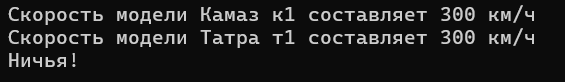 Скорость модели Камаз к1 составляет 300 км/ч
Скорость модели Татра т1 составляет 300 км/ч
Ничья!